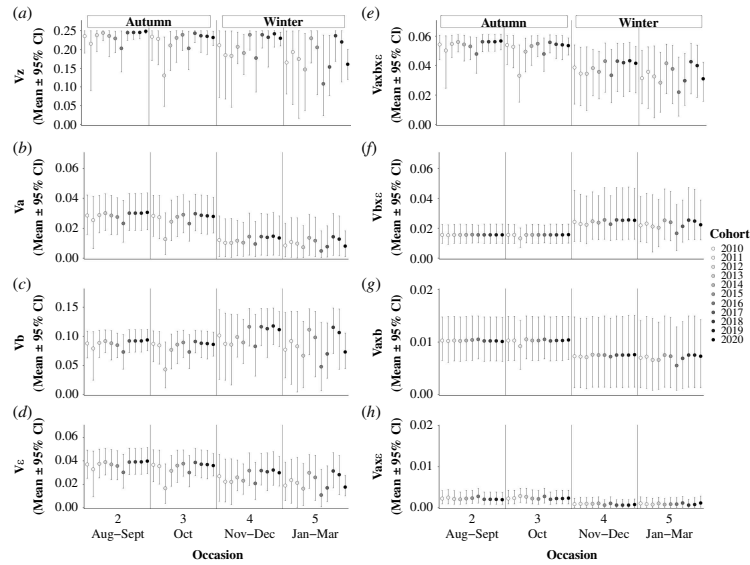 (a)
Autumn
Winter
Vz
(Mean ± 95% CI)
0.25
0.20
0.15
0.10
0.05
0.00
(b)
Va
(Mean ± 95% CI)
0.06
0.04
0.02
0.00
(c)
Vb
(Mean ± 95% CI)
0.15
0.10
0.05
0.00
(d)
Vε
(Mean ± 95% CI)
0.06
0.04
0.02
0.00
2
3
4
5
Aug–Sept
Oct
Nov–Dec
Jan–Mar
Occasion
(e)
Autumn
Winter
Vaxbxε
(Mean ± 95% CI)
0.06
0.04
0.02
0.00
(f)
Vbxε
(Mean ± 95% CI)
0.06
0.04
0.02
0.00
(g)
Vaxb
(Mean ± 95% CI)
0.02
0.01
0.00
(h)
Vaxε
(Mean ± 95% CI)
0.02
0.01
0.00
2
3
4
5
Aug–Sept
Oct
Nov–Dec
Jan–Mar
Occasion
Cohort
2010
2011
2012
2013
2014
2015
2016
2017
2018
2019
2020